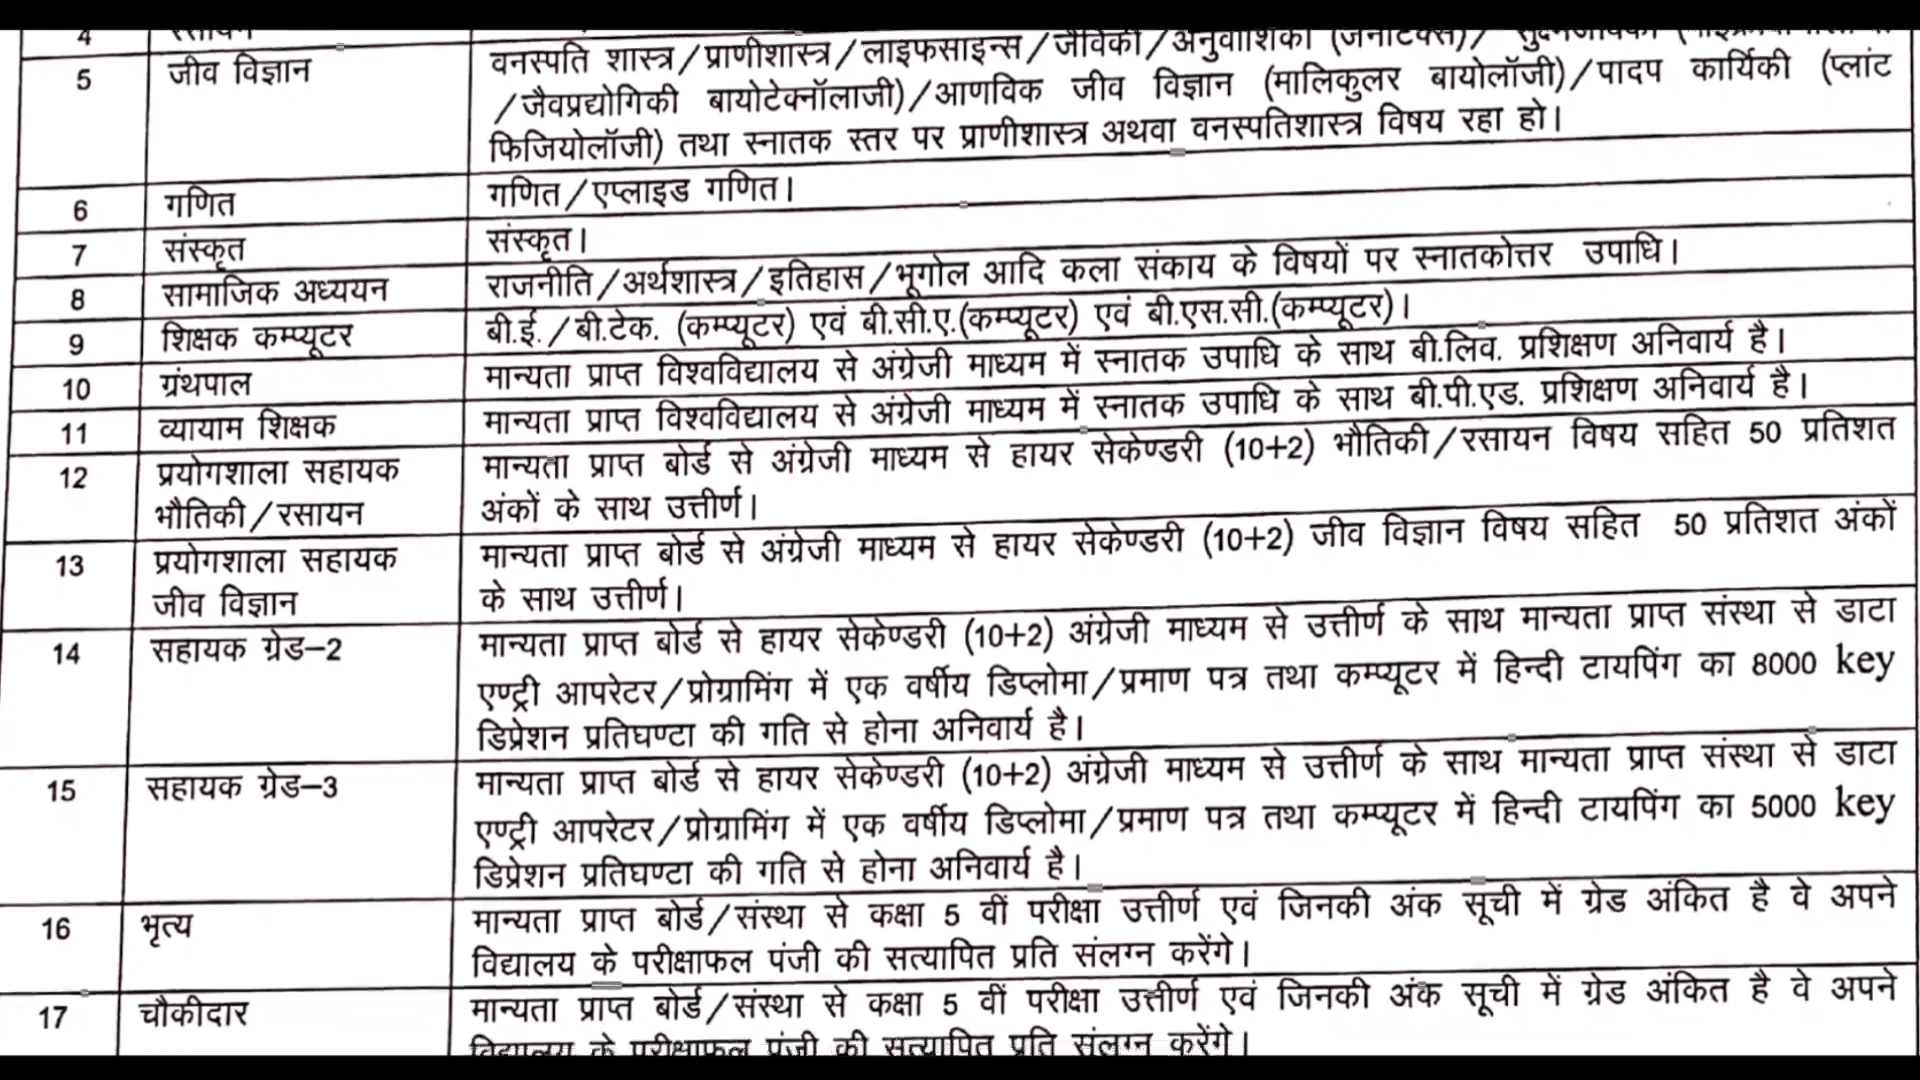 4 रसायन
5 जीव विज्ञान वनस्पति शास्त्र/प्राणीशास्त्र/लाइफसाइन्स/जैविकी/अनुवांशिकी
/जैवप्रद्योगिकी बायोटेक्नॉलाजी)/आणविक जीव विज्ञान (मालिकुलर बायोलॉजी)/पादप कार्यिकी (प्लांट
फिजियोलॉजी) तथा स्नातक स्तर पर प्राणीशास्त्र अथवा वनस्पतिशास्त्र विषय रहा हो।
6 गणित गणित/एप्लाइड गणित।
7 संस्कृत संस्कृत।
8 सामाजिक अध्ययन राजनीति/अर्थशास्त्र/इतिहास/भूगोल आदि कला संकाय के विषयों पर स्नातकोत्तर उपाधि।
9 शिक्षक कम्प्यूटर बी.ई./बी.टेक. (कम्प्यूटर) एवं बी.सी.ए.(कम्प्यूटर) एवं बी.एस.सी.(कम्प्यूटर)।
10 ग्रंथपाल मान्यता प्राप्त विश्वविद्यालय से अंग्रेजी माध्यम में स्नातक उपाधि के साथ बी.लिव. प्रशिक्षण अनिवार्य है।
11 व्यायाम शिक्षक मान्यता प्राप्त विश्वविद्यालय से अंग्रेजी माध्यम में स्नातक उपाधि के साथ बी.पी.एड. प्रशिक्षण अनिवार्य है।
12 प्रयोगशाला सहायक मान्यता प्राप्त बोर्ड से अंग्रेजी माध्यम से हायर सेकेण्डरी (10+2) भौतिकी/रसायन विषय सहित 50 प्रतिशत
भौतिकी/रसायन अंकों के साथ उत्तीर्ण।
13 प्रयोगशाला सहायक मान्यता प्राप्त बोर्ड से अंग्रेजी माध्यम से हायर सेकेण्डरी (10+2) जीव विज्ञान विषय सहित 50 प्रतिशत अंकों
जीव विज्ञान के साथ उत्तीर्ण।
14 सहायक ग्रेड–2 मान्यता प्राप्त बोर्ड से हायर सेकेण्डरी (10+2) अंग्रेजी माध्यम से उत्तीर्ण के साथ मान्यता प्राप्त संस्था से डाटा
एण्ट्री आपरेटर/प्रोग्रामिंग में एक वर्षीय डिप्लोमा/प्रमाण पत्र तथा कम्प्यूटर में हिन्दी टायपिंग का 8000 key
डिप्रेशन प्रतिघण्टा की गति से होना अनिवार्य है।
15 सहायक ग्रेड–3 मान्यता प्राप्त बोर्ड से हायर सेकेण्डरी (10+2) अंग्रेजी माध्यम से उत्तीर्ण के साथ मान्यता प्राप्त संस्था से डाटा
एण्ट्री आपरेटर/प्रोग्रामिंग में एक वर्षीय डिप्लोमा/प्रमाण पत्र तथा कम्प्यूटर में हिन्दी टायपिंग का 5000 key
डिप्रेशन प्रतिघण्टा की गति से होना अनिवार्य है।
16 भृत्य मान्यता प्राप्त बोर्ड/संस्था से कक्षा 5 वीं परीक्षा उत्तीर्ण एवं जिनकी अंक सूची में ग्रेड अंकित है वे अपने
विद्यालय के परीक्षाफल पंजी की सत्यापित प्रति संलग्न करेंगे।
17 चौकीदार मान्यता प्राप्त बोर्ड/संस्था से कक्षा 5 वीं परीक्षा उत्तीर्ण एवं जिनकी अंक सूची में ग्रेड अंकित है वे अपने
विद्यालय के परीक्षाफल पंजी की सत्यापित प्रति संलग्न करेंगे।